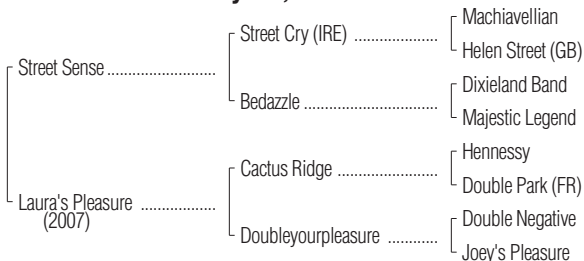 Machiavellian
Street Cry (IRE) ..................
Helen Street (GB)
Street Sense ........................
Dixieland Band
Bedazzle .............................
Majestic Legend
Hennessy
Cactus Ridge ......................
Double Park (FR)
Laura's Pleasure .................
(2007)
Double Negative
Doubleyourpleasure ............
Joey's Pleasure